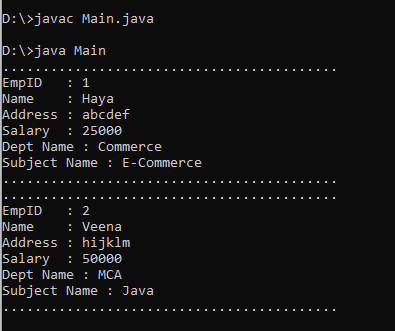 D:\>javac Main.java
D:\>java Main
..........................................
EmpID   : 1
Name    : Haya
Address : abcdef
Salary  : 25000
Dept Name : Commerce
Subject Name : E-Commerce
..........................................
..........................................
EmpID   : 2
Name    : Veena
Address : hijklm
Salary  : 50000
Dept Name : MCA
Subject Name : Java
..........................................